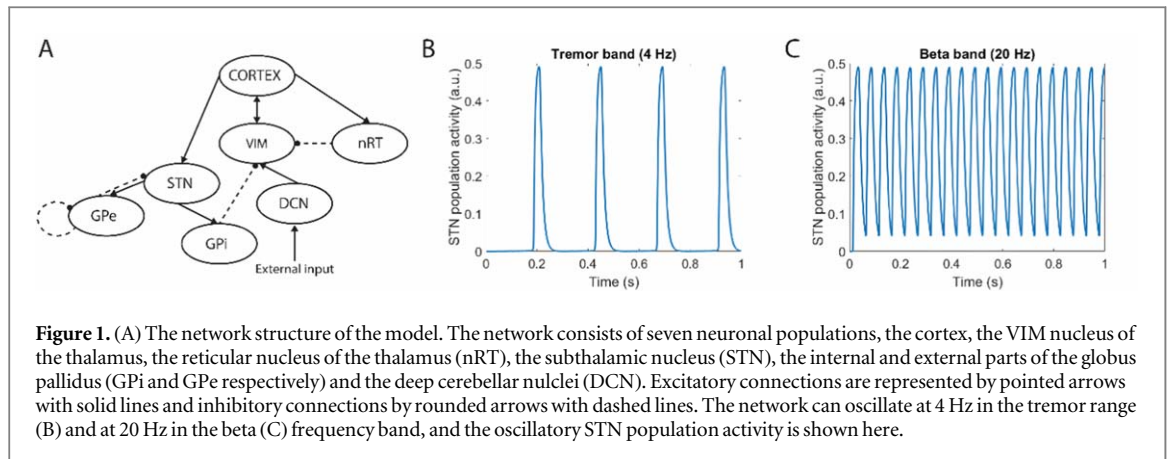 A
CORTEX
VIM
nRT
STN
DCN
GPe
GPi
External input
B
Tremor band (4 Hz)
STN population activity (a.u.)
0.5
0.4
0.3
0.2
0.1
0
0 0.2 0.4 0.6 0.8 1
Time (s)
C
Beta band (20 Hz)
STN population activity (a.u.)
0.5
0.4
0.3
0.2
0.1
0
0 0.2 0.4 0.6 0.8 1
Time (s)
Figure 1. (A) The network structure of the model. The network consists of seven neuronal populations, the cortex, the VIM nucleus of
the thalamus, the reticular nucleus of the thalamus (nRT), the subthalamic nucleus (STN), the internal and external parts of the globus
pallidus (GPi and GPe respectively) and the deep cerebellar nulclei (DCN). Excitatory connections are represented by pointed arrows
with solid lines and inhibitory connections by rounded arrows with dashed lines. The network can oscillate at 4 Hz in the tremor range
(B) and at 20 Hz in the beta (C) frequency band, and the oscillatory STN population activity is shown here.